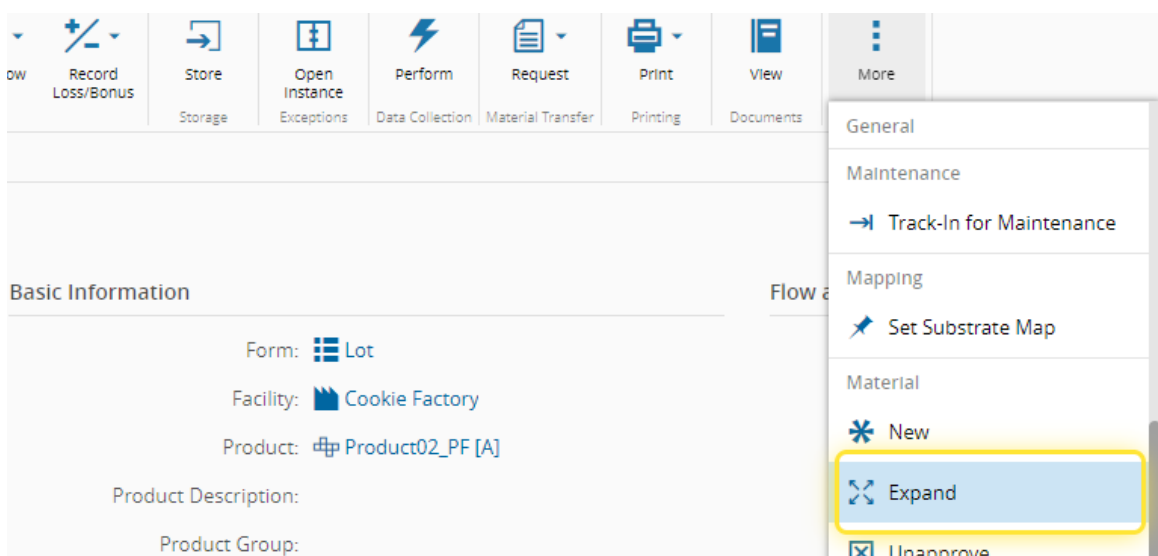 ow
Record
Loss/Bonus
Store
Open
Instance
Perform
Request
Print
View
More
Storage
Exceptions
Data Collection
Material Transfer
Printing
Documents
General
Maintenance
Track-In for Maintenance
Mapping
Set Substrate Map
Material
New
Expand
Unapprove
Basic Information
Flow a
Form: Lot
Facility: Cookie Factory
Product: Product02_PF [A]
Product Description:
Product Group: